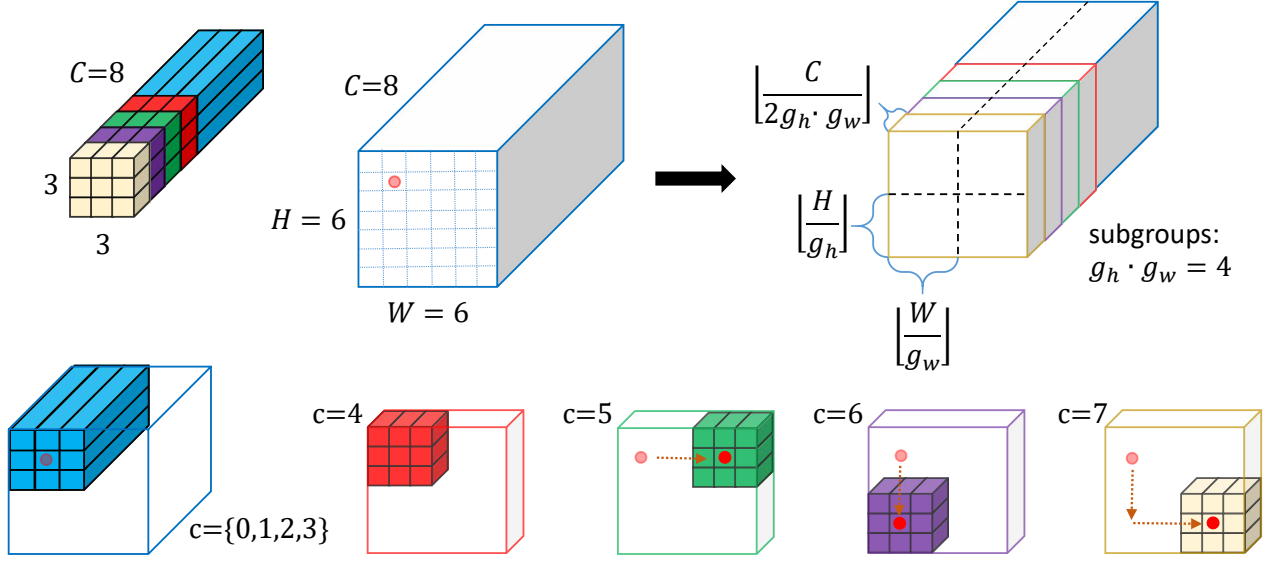 C=8
3
3
C=8
H = 6
W = 6
⌊C / 2g_h · g_w⌋
⌊H / g_h⌋
⌊W / g_w⌋
subgroups:
g_h · g_w = 4
c={0,1,2,3}
c=4
c=5
c=6
c=7